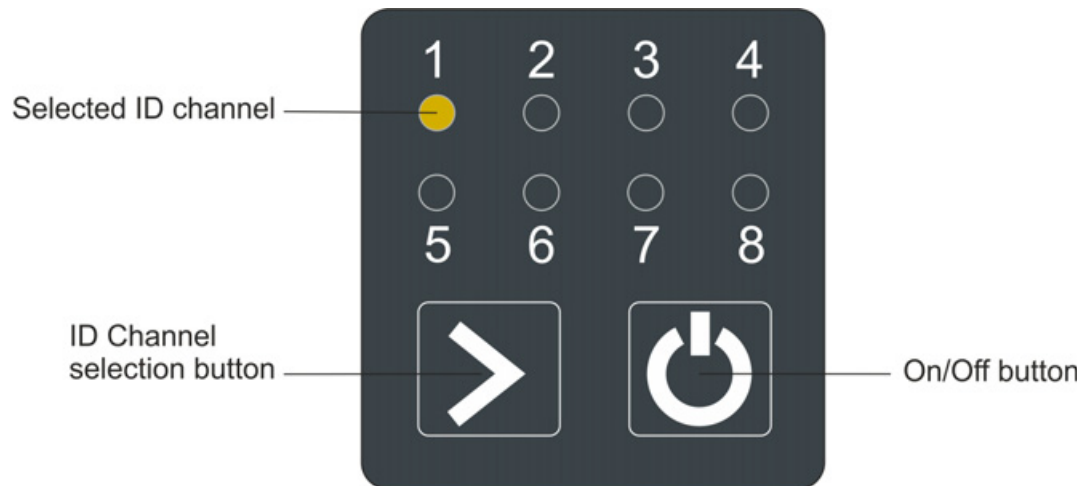 1 2 3 4
Selected ID channel
5 6 7 8
ID Channel
selection button
On/Off button